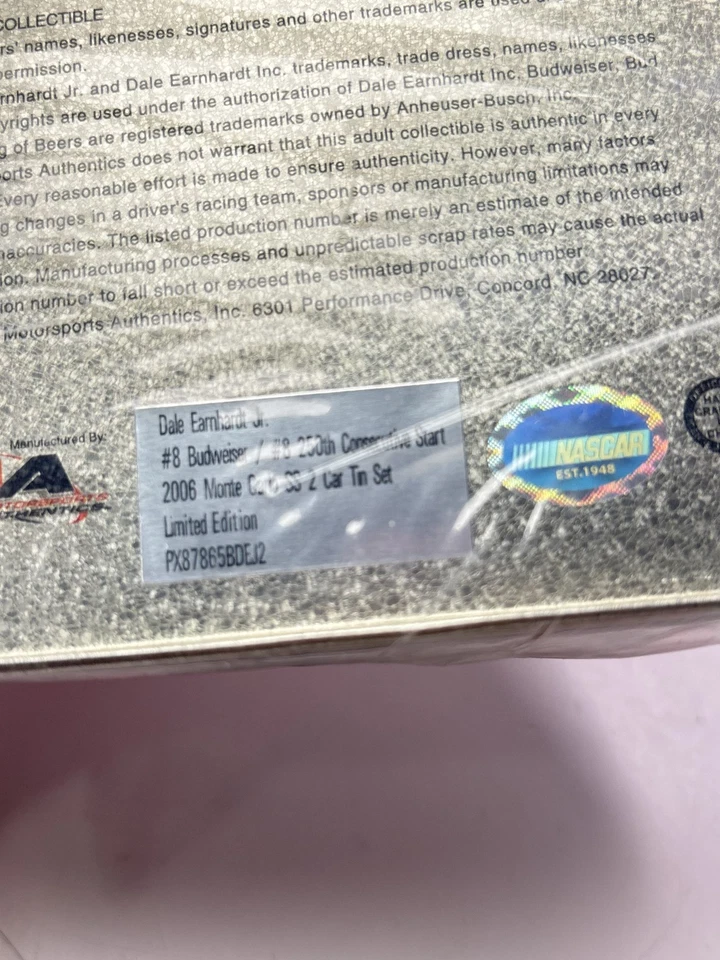 COLLECTIBLE
rs' names, likenesses, signatures and other trademarks are used
permission.
rnhardt Jr. and Dale Earnhardt Inc. trademarks, trade dress, names, likenesses
yrights are used under the authorization of Dale Earnhardt Inc. Budweiser, Bud
g of Beers are registered trademarks owned by Anheuser-Busch, Inc.
orts Authentics does not warrant that this adult collectible is authentic in every
very reasonable effort is made to ensure authenticity. However, many factors
g changes in a driver's racing team, sponsors or manufacturing limitations may
naccuracies. The listed production number is merely an estimate of the intended
ion. Manufacturing processes and unpredictable scrap rates may cause the actual
ion number to fall short or exceed the estimated production number.
Motorsports Authentics, Inc. 6301 Performance Drive, Concord, NC 28027.
Manufactured By:
Dale Earnhardt Jr.
#8 Budweiser / #8 250th Consecutive Start
2006 Monte Carlo SS 2 Car Tin Set
Limited Edition
PX87865BDEJ2
NASCAR
EST.1948